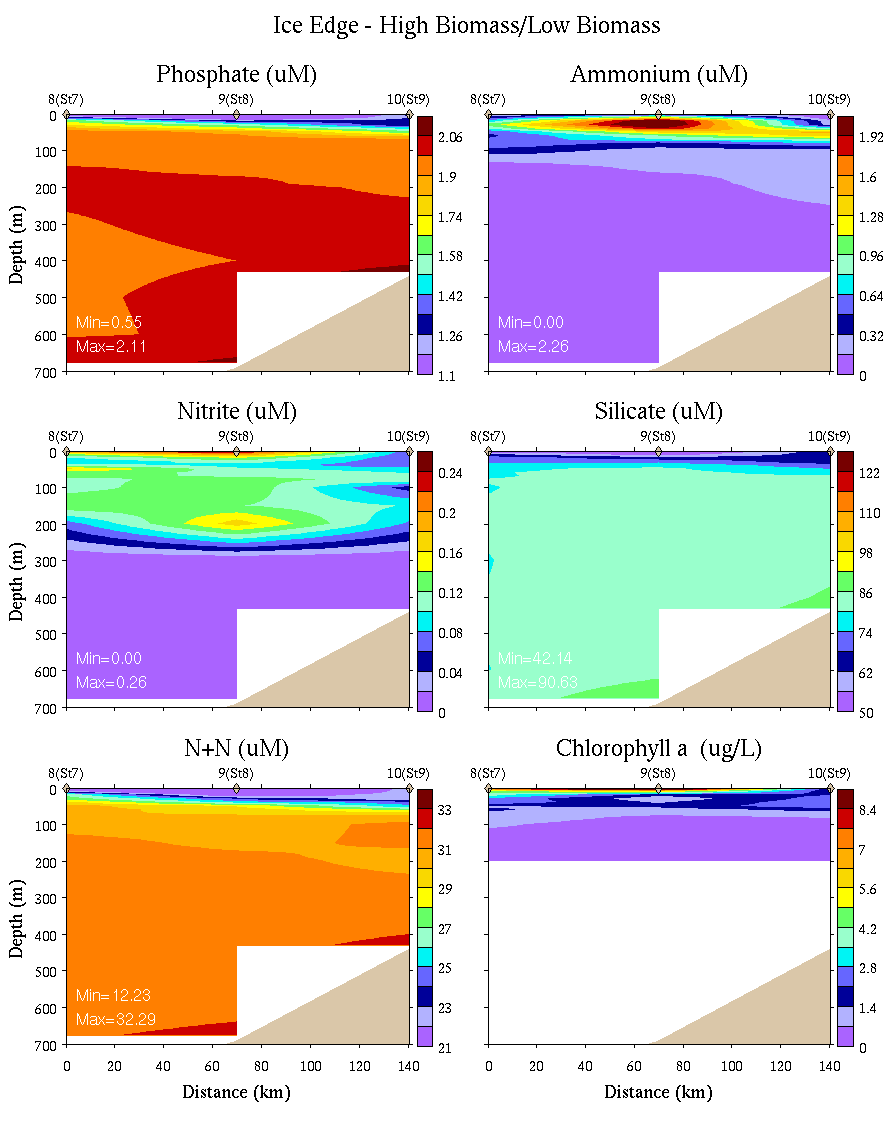 Ice Edge - High Biomass/Low Biomass
Phosphate (uM)
8(St7) 9(St8) 10(St9)
0
100
200
300
400
500
600
700
Depth (m)
Min=0.55
Max=2.11
2.06
1.9
1.74
1.58
1.42
1.26
1.1
Ammonium (uM)
8(St7) 9(St8) 10(St9)
Min=0.00
Max=2.26
1.92
1.6
1.28
0.96
0.64
0.32
0
Nitrite (uM)
8(St7) 9(St8) 10(St9)
0
100
200
300
400
500
600
700
Depth (m)
Min=0.00
Max=0.26
0.24
0.2
0.16
0.12
0.08
0.04
0
Silicate (uM)
8(St7) 9(St8) 10(St9)
Min=42.14
Max=90.53
122
110
98
86
74
62
50
N+N (uM)
8(St7) 9(St8) 10(St9)
0
100
200
300
400
500
600
700
Depth (m)
Min=12.23
Max=32.29
33
31
29
27
25
23
21
0 20 40 60 80 100 120 140
Distance (km)
Chlorophyll a (ug/L)
8(St7) 9(St8) 10(St9)
8.4
7
5.6
4.2
2.8
1.4
0
0 20 40 60 80 100 120 140
Distance (km)